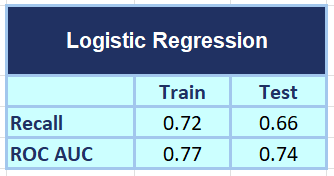 Logistic Regression
Train Test
Recall 0.72 0.66
ROC AUC 0.77 0.74